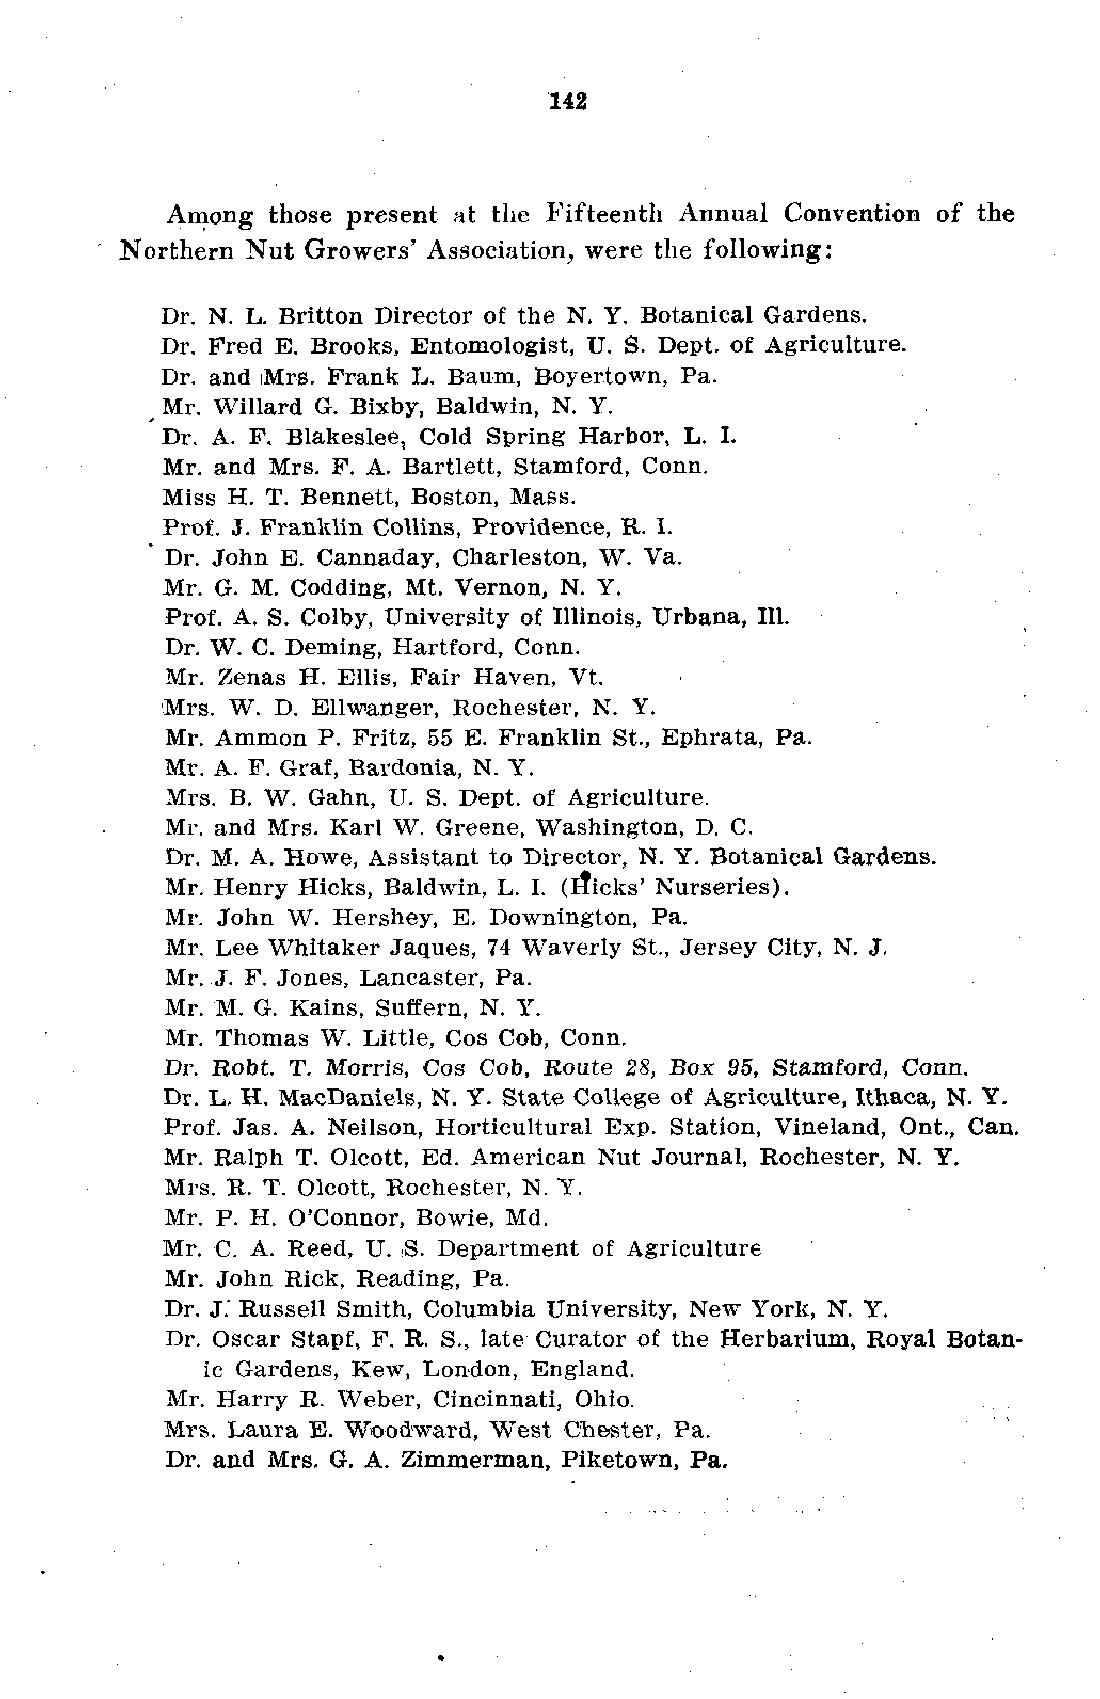 142
Among those present at the Fifteenth Annual Convention of the
Northern Nut Growers' Association, were the following:
Dr. N. L. Britton Director of the N. Y. Botanical Gardens.
Dr. Fred E. Brooks, Entomologist, U. S. Dept. of Agriculture.
Dr. and Mrs. Frank L. Baum, Boyertown, Pa.
Mr. Willard G. Bixby, Baldwin, N. Y.
Dr. A. F. Blakeslee, Cold Spring Harbor, L. I.
Mr. and Mrs. F. A. Bartlett, Stamford, Conn.
Miss H. T. Bennett, Boston, Mass.
Prof. J. Franklin Collins, Providence, R. I.
Dr. John E. Cannaday, Charleston, W. Va.
Mr. G. M. Codding, Mt. Vernon, N. Y.
Prof. A. S. Colby, University of Illinois, Urbana, Ill.
Dr. W. C. Deming, Hartford, Conn.
Mr. Zenas H. Ellis, Fair Haven, Vt.
Mrs. W. D. Ellwanger, Rochester, N. Y.
Mr. Ammon P. Fritz, 55 E. Franklin St., Ephrata, Pa.
Mr. A. F. Graf, Bardonia, N. Y.
Mrs. B. W. Gahn, U. S. Dept. of Agriculture.
Mr. and Mrs. Karl W. Greene, Washington, D. C.
Dr. M. A. Howe, Assistant to Director, N. Y. Botanical Gardens.
Mr. Henry Hicks, Baldwin, L. I. (Hicks' Nurseries).
Mr. John W. Hershey, E. Downington, Pa.
Mr. Lee Whitaker Jaques, 74 Waverly St., Jersey City, N. J.
Mr. J. F. Jones, Lancaster, Pa.
Mr. M. G. Kains, Suffern, N. Y.
Mr. Thomas W. Little, Cos Cob, Conn.
Dr. Robt. T. Morris, Cos Cob, Route 28, Box 95, Stamford, Conn.
Dr. L. H. MacDaniels, N. Y. State College of Agriculture, Ithaca, N. Y.
Prof. Jas. A. Neilson, Horticultural Exp. Station, Vineland, Ont., Can.
Mr. Ralph T. Olcott, Ed. American Nut Journal, Rochester, N. Y.
Mrs. R. T. Olcott, Rochester, N. Y.
Mr. P. H. O'Connor, Bowie, Md.
Mr. C. A. Reed, U. S. Department of Agriculture
Mr. John Rick, Reading, Pa.
Dr. J. Russell Smith, Columbia University, New York, N. Y.
Dr. Oscar Stapf, F. R. S., late Curator of the Herbarium, Royal Botan-
ic Gardens, Kew, London, England.
Mr. Harry R. Weber, Cincinnati, Ohio.
Mrs. Laura E. Woodward, West Chester, Pa.
Dr. and Mrs. G. A. Zimmerman, Piketown, Pa.